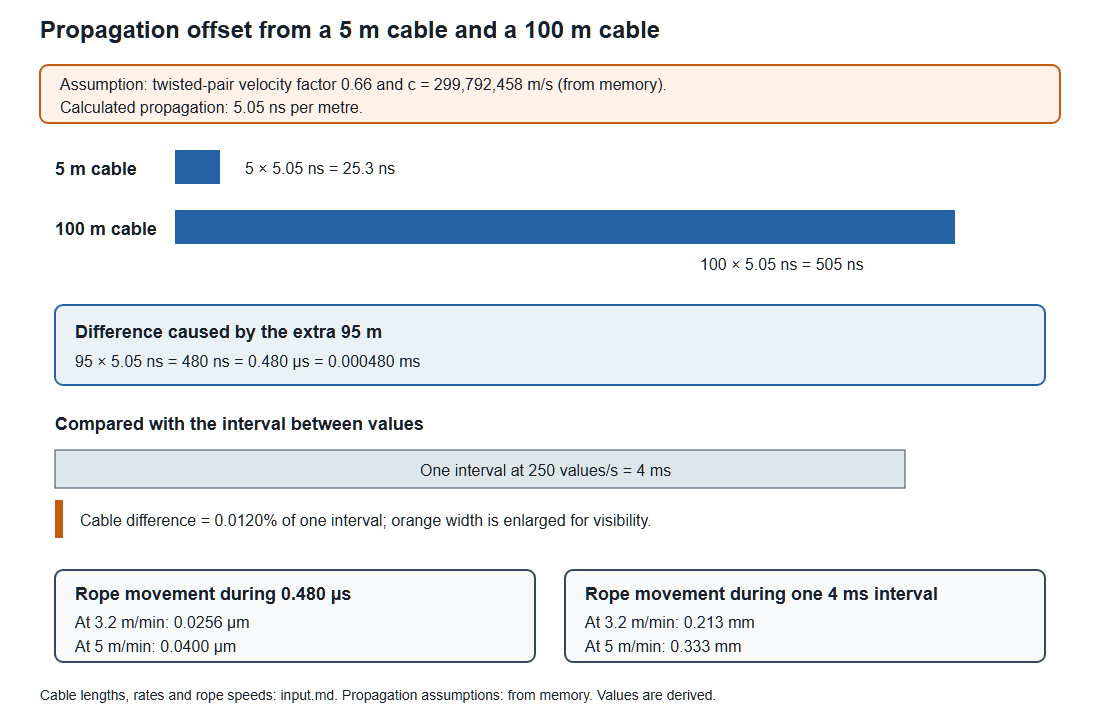 Propagation offset from a 5 m cable and a 100 m cable
Assumption: twisted-pair velocity factor 0.66 and c = 299,792,458 m/s (from memory).
Calculated propagation: 5.05 ns per metre.
5 m cable
5 × 5.05 ns = 25.3 ns
100 m cable
100 × 5.05 ns = 505 ns
Difference caused by the extra 95 m
95 × 5.05 ns = 480 ns = 0.480 µs = 0.000480 ms
Compared with the interval between values
One interval at 250 values/s = 4 ms
Cable difference = 0.0120% of one interval; orange width is enlarged for visibility.
Rope movement during 0.480 µs
At 3.2 m/min: 0.0256 µm
At 5 m/min: 0.0400 µm
Rope movement during one 4 ms interval
At 3.2 m/min: 0.213 mm
At 5 m/min: 0.333 mm
Cable lengths, rates and rope speeds: input.md. Propagation assumptions: from memory. Values are derived.